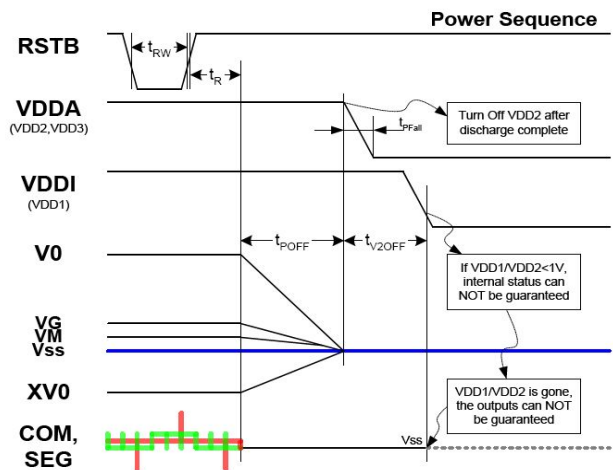 Power Sequence
RSTB
tRW
tR
VDDA
(VDD2,VDD3)
tPFall
Turn Off VDD2 after
discharge complete
VDDI
(VDD1)
tPOFF
tV2OFF
V0
If VDD1/VDD2<1V,
internal status can
NOT be guaranteed
VG
VM
Vss
XV0
VDD1/VDD2 is gone,
the outputs can NOT
be guaranteed
COM,
SEG
Vss